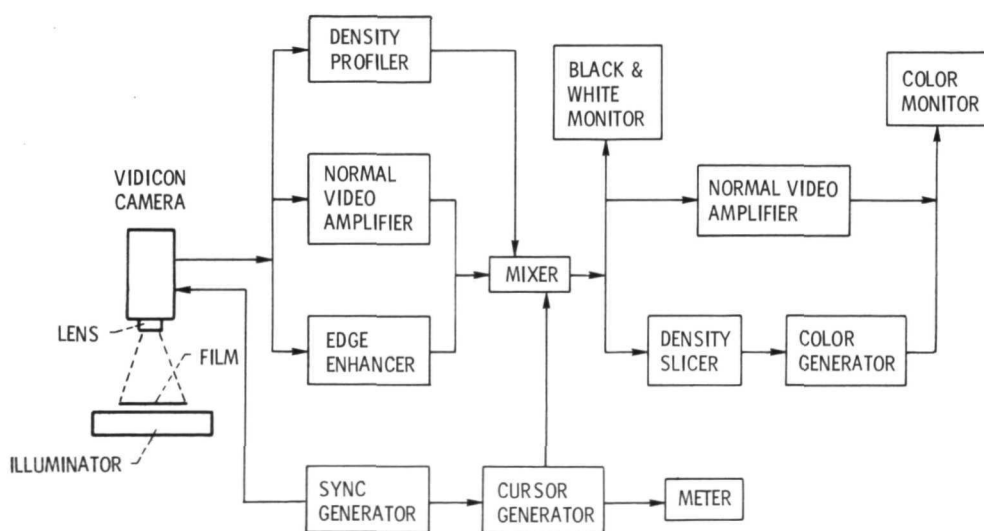 DENSITY
PROFILER
BLACK &
WHITE
MONITOR
COLOR
MONITOR
VIDICON
CAMERA
NORMAL
VIDEO
AMPLIFIER
NORMAL VIDEO
AMPLIFIER
MIXER
LENS
FILM
EDGE
ENHANCER
DENSITY
SLICER
COLOR
GENERATOR
ILLUMINATOR
SYNC
GENERATOR
CURSOR
GENERATOR
METER